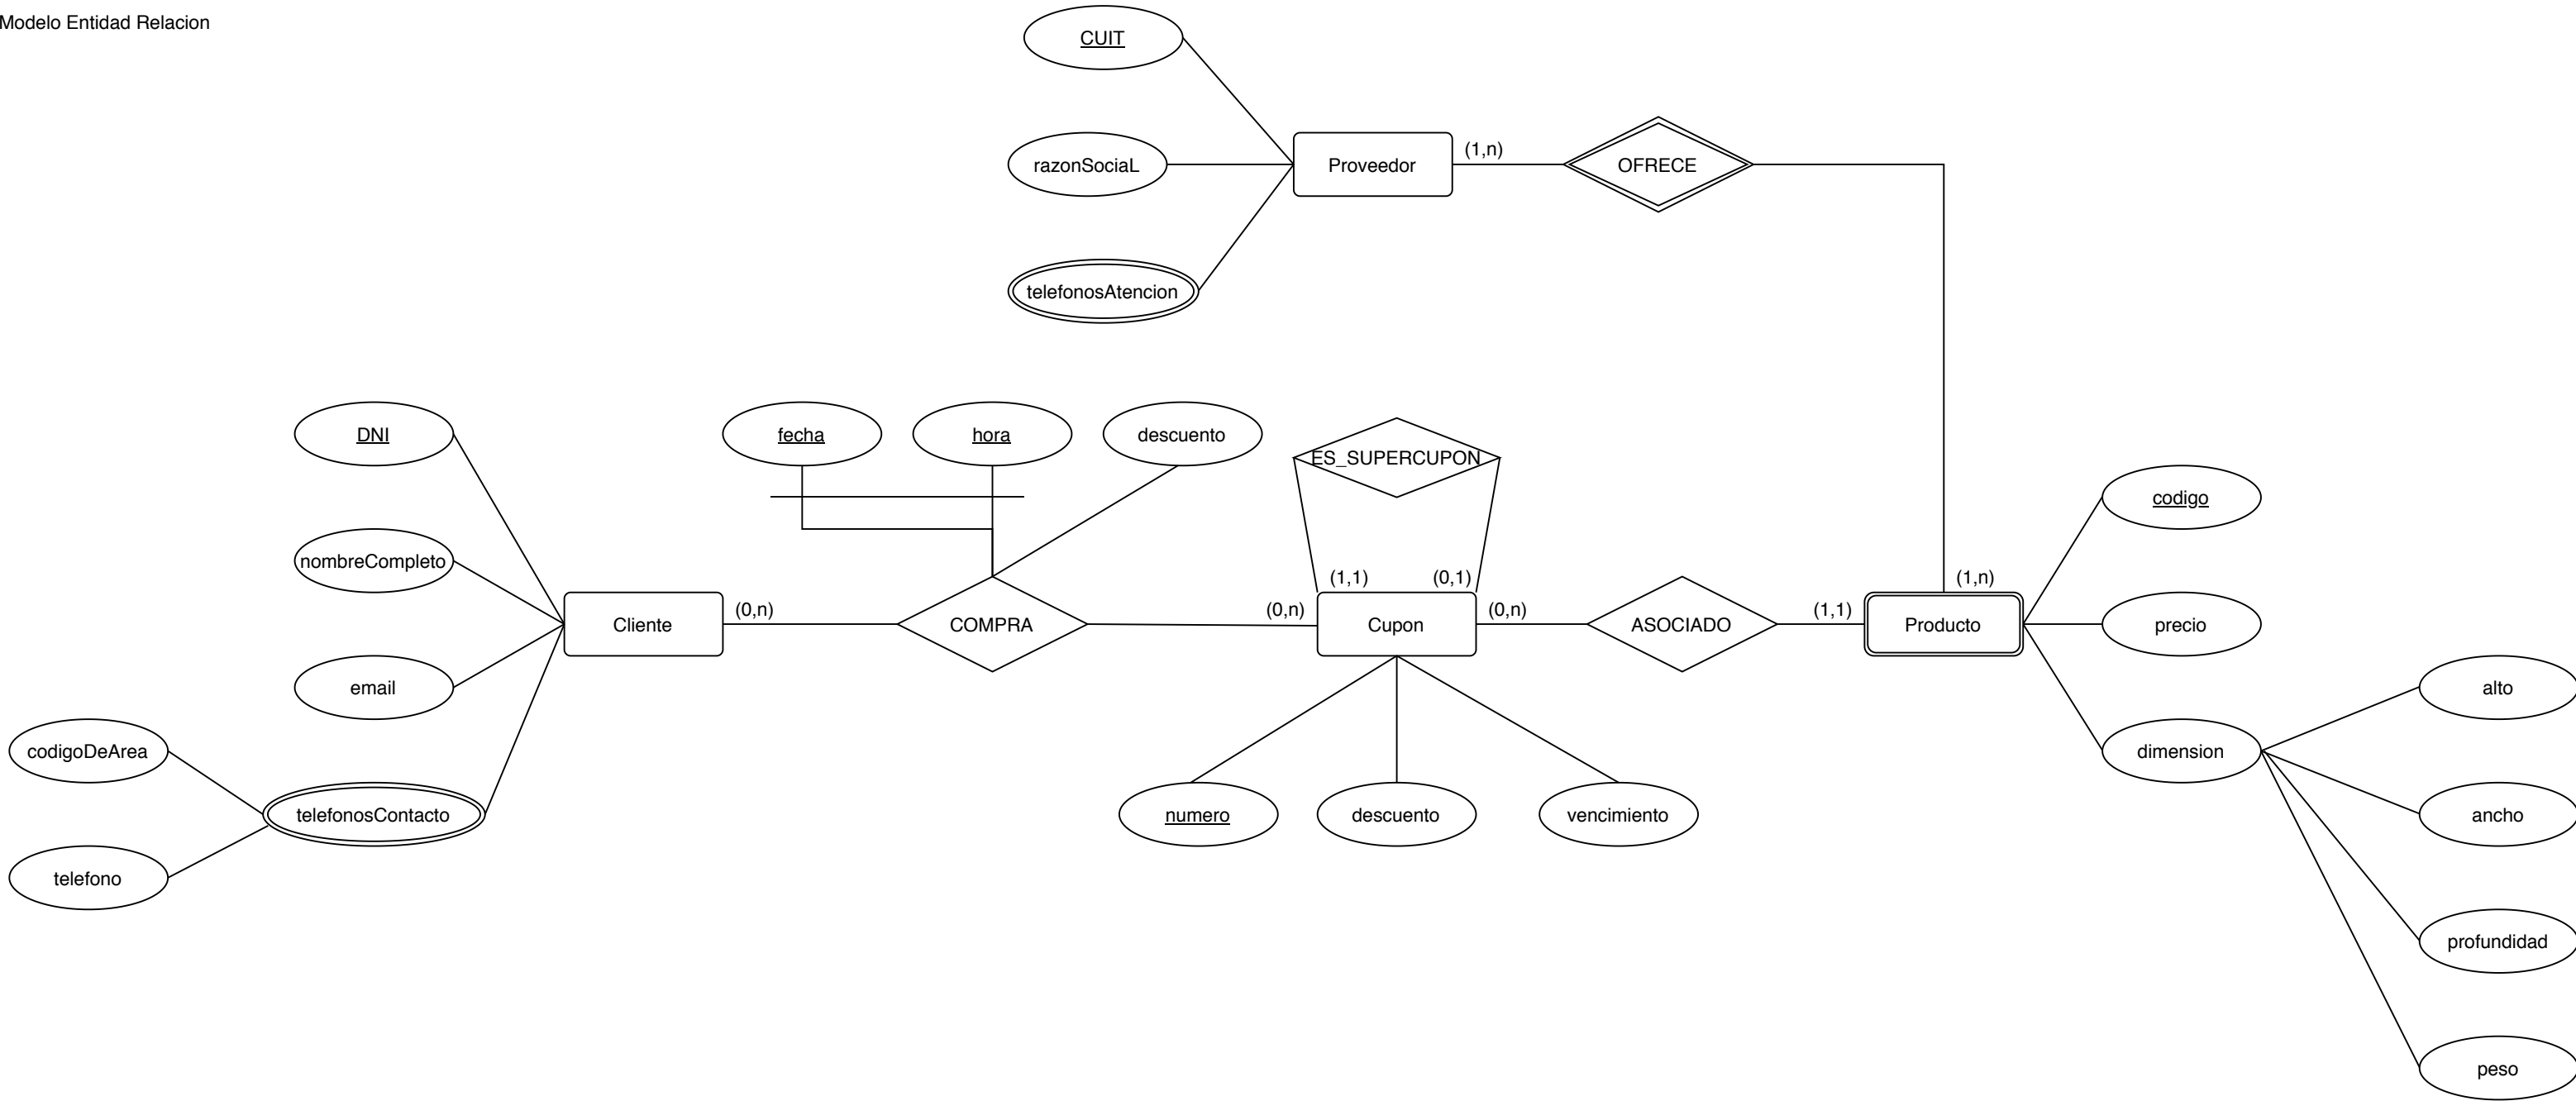 Modelo Entidad Relacion
CUIT
razonSociaL
Proveedor
(1,n)
OFRECE
telefonosAtencion
DNI
fecha
hora
descuento
ES_SUPERCUPON
codigo
nombreCompleto
(1,1)
(0,1)
(1,n)
Cliente
(0,n)
COMPRA
(0,n)
Cupon
(0,n)
ASOCIADO
(1,1)
Producto
precio
email
alto
codigoDeArea
dimension
telefonosContacto
numero
descuento
vencimiento
ancho
telefono
profundidad
peso